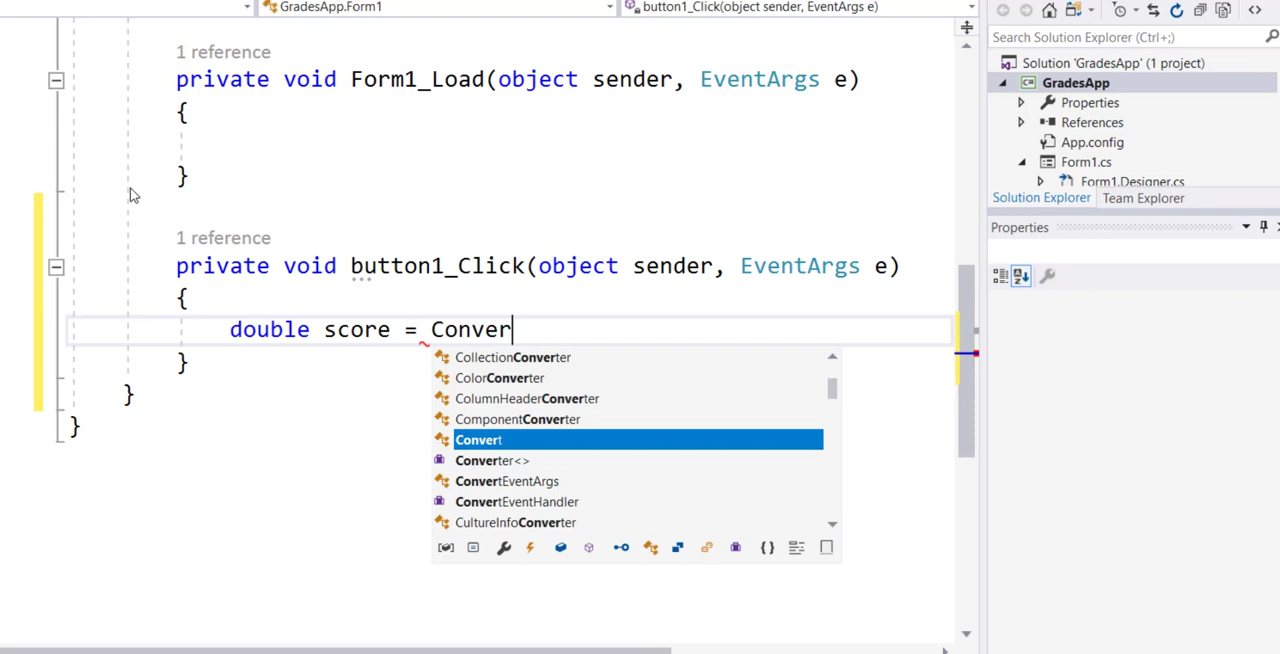 GradesApp.Form1
button1_Click(object sender, EventArgs e)
1 reference
private void Form1_Load(object sender, EventArgs e)
{
}
1 reference
private void button1_Click(object sender, EventArgs e)
{
double score = Conver
}
}
}
CollectionConverter
ColorConverter
ColumnHeaderConverter
ComponentConverter
Convert
Converter<>
ConvertEventArgs
ConvertEventHandler
CultureInfoConverter
Search Solution Explorer (Ctrl+;)
Solution 'GradesApp' (1 project)
GradesApp
Properties
References
App.config
Form1.cs
Form1.Designer.cs
Solution Explorer Team Explorer
Properties